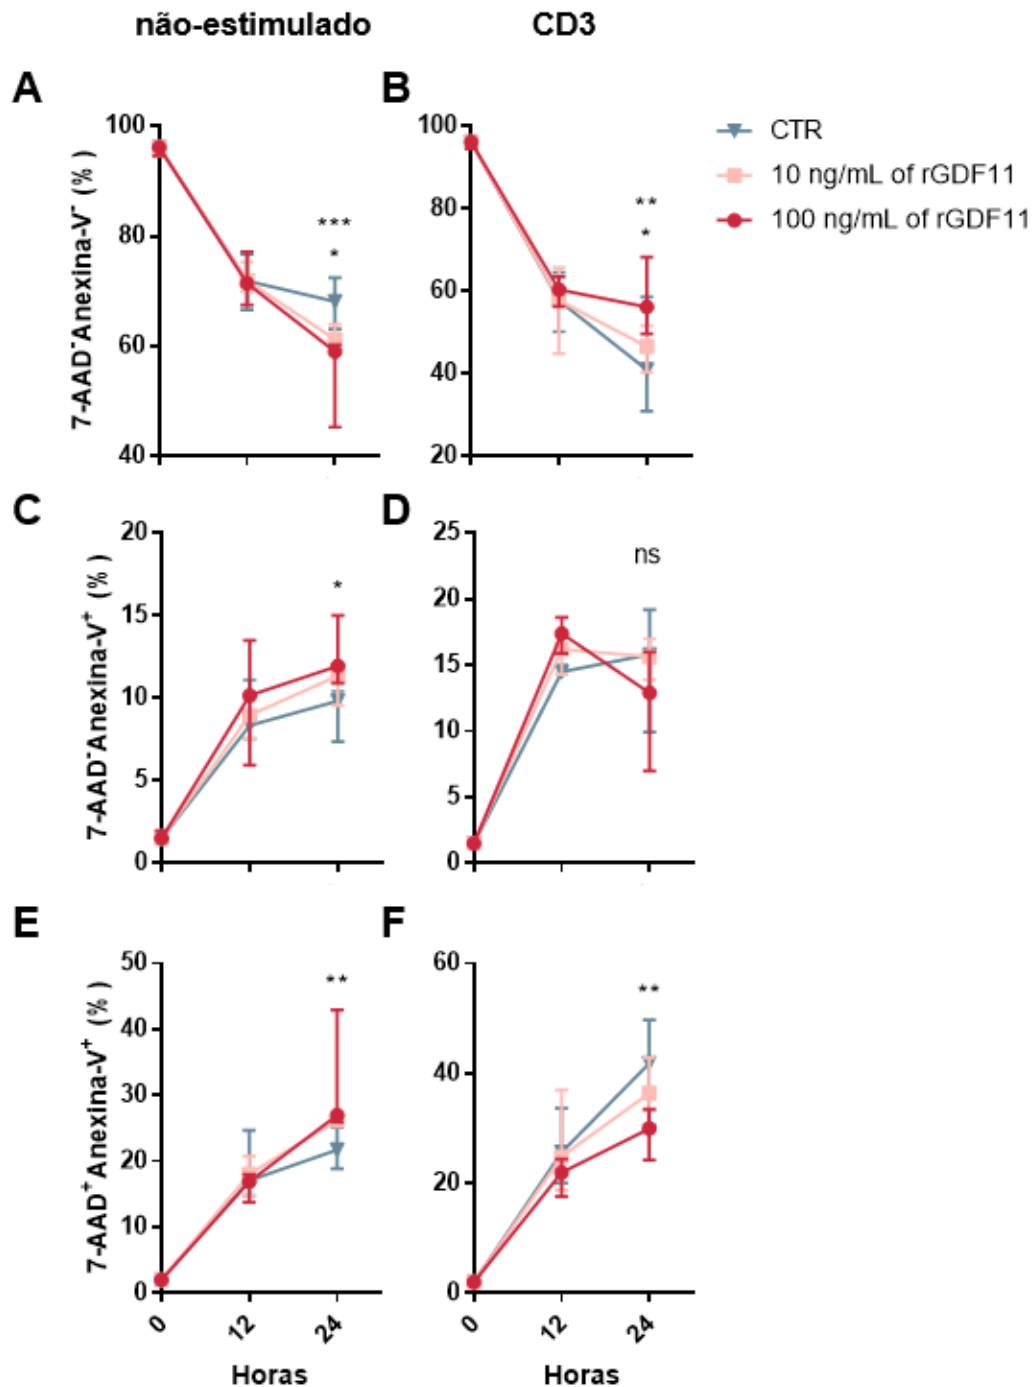 não-estimulado CD3
A B
7-AAD⁻Anexina-V⁻ (%)
100
80
60
40
***
*
100
80
60
40
20
**
*
CTR
10 ng/mL of rGDF11
100 ng/mL of rGDF11
C D
7-AAD⁻Anexina-V⁺ (%)
20
15
10
5
0
*
25
20
15
10
5
0
ns
E F
7-AAD⁺Anexina-V⁺ (%)
50
40
30
20
10
0
**
60
40
20
0
**
0 12 24
Horas
0 12 24
Horas